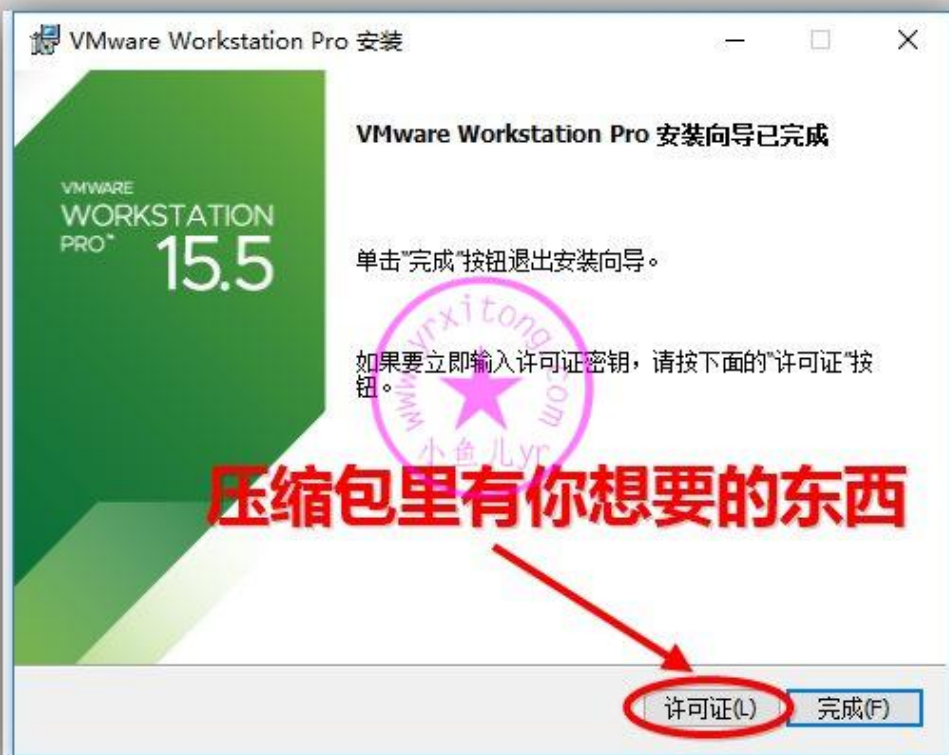 VMware Workstation Pro 安装
VMware Workstation Pro 安装向导已完成
VMWARE
WORKSTATION
PRO™ 15.5
单击"完成"按钮退出安装向导。
如果要立即输入许可证密钥，请按下面的"许可证"按
钮。
www.yrxitong.com
小鱼儿yr
压缩包里有你想要的东西
许可证(L)
完成(F)